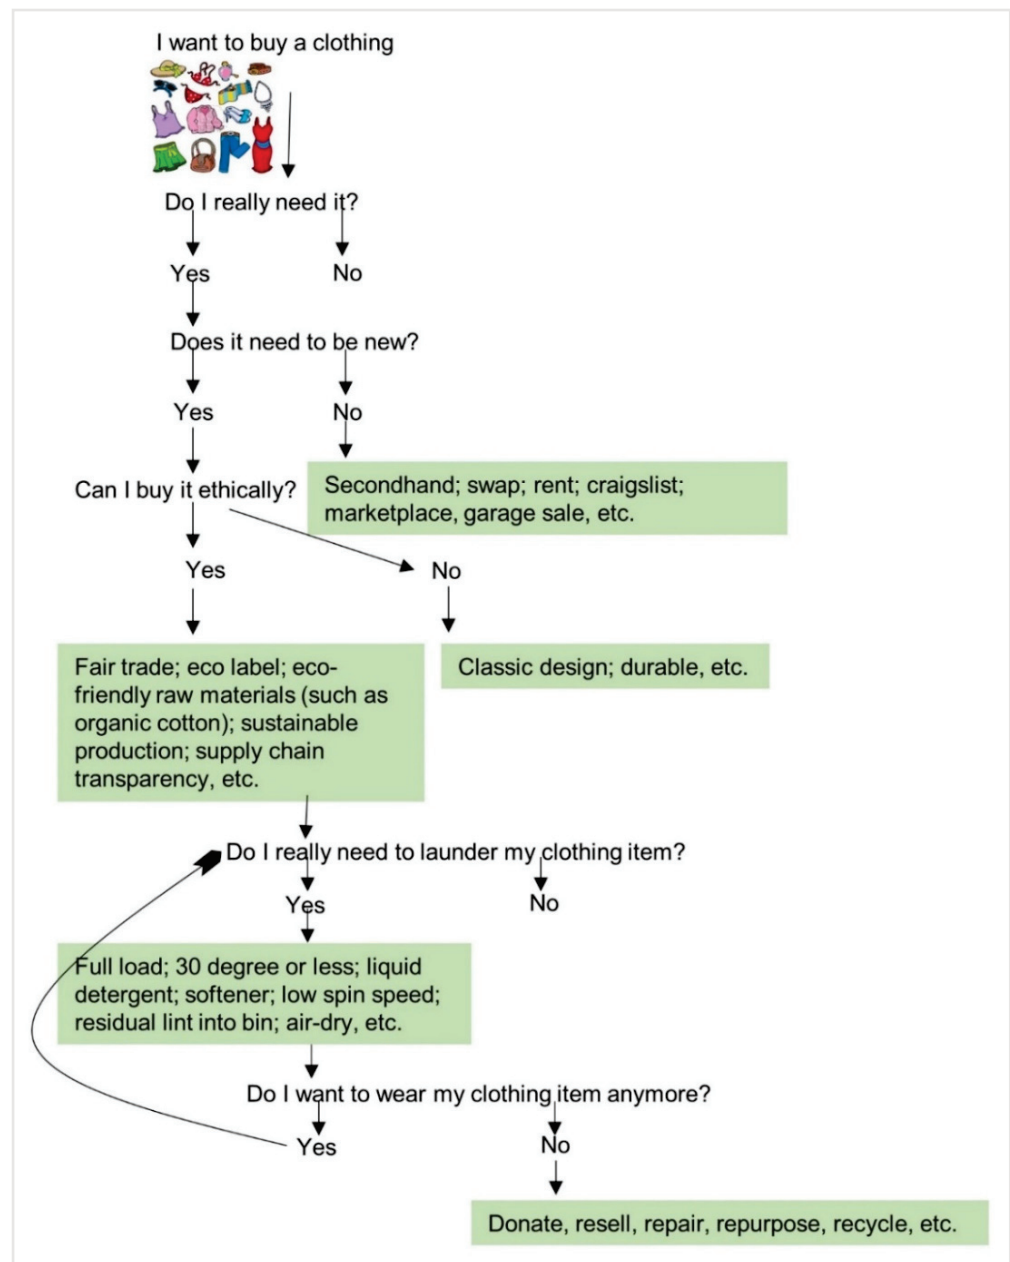 I want to buy a clothing
Do I really need it?
Yes
No
Does it need to be new?
Yes
No
Can I buy it ethically?
Secondhand; swap; rent; craigslist;
marketplace, garage sale, etc.
Yes
No
Fair trade; eco label; eco-
friendly raw materials (such as
organic cotton); sustainable
production; supply chain
transparency, etc.
Classic design; durable, etc.
Do I really need to launder my clothing item?
Yes
No
Full load; 30 degree or less; liquid
detergent; softener; low spin speed;
residual lint into bin; air-dry, etc.
Do I want to wear my clothing item anymore?
Yes
No
Donate, resell, repair, repurpose, recycle, etc.